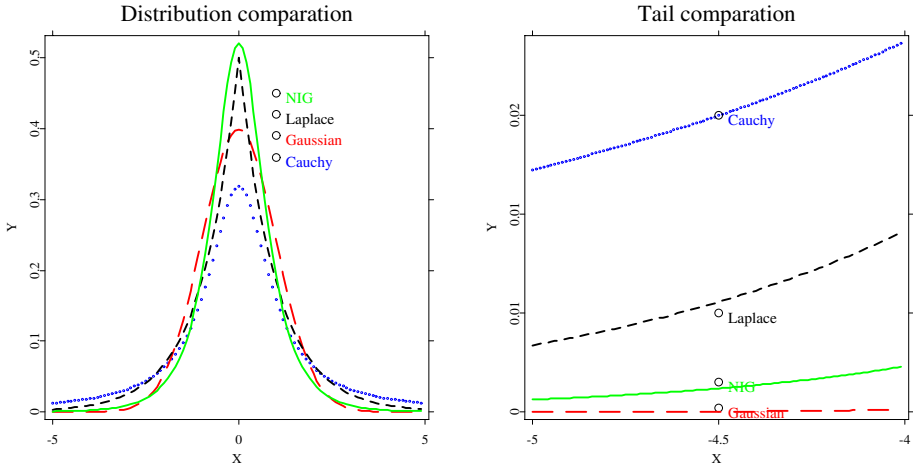 Distribution comparation
Y
0
0.1
0.2
0.3
0.4
0.5
NIG
Laplace
Gaussian
Cauchy
-5
0
5
X
Tail comparation
Y
0
0.01
0.01
0.02
Cauchy
Laplace
NIG
Gaussian
-5
-4.5
-4
X